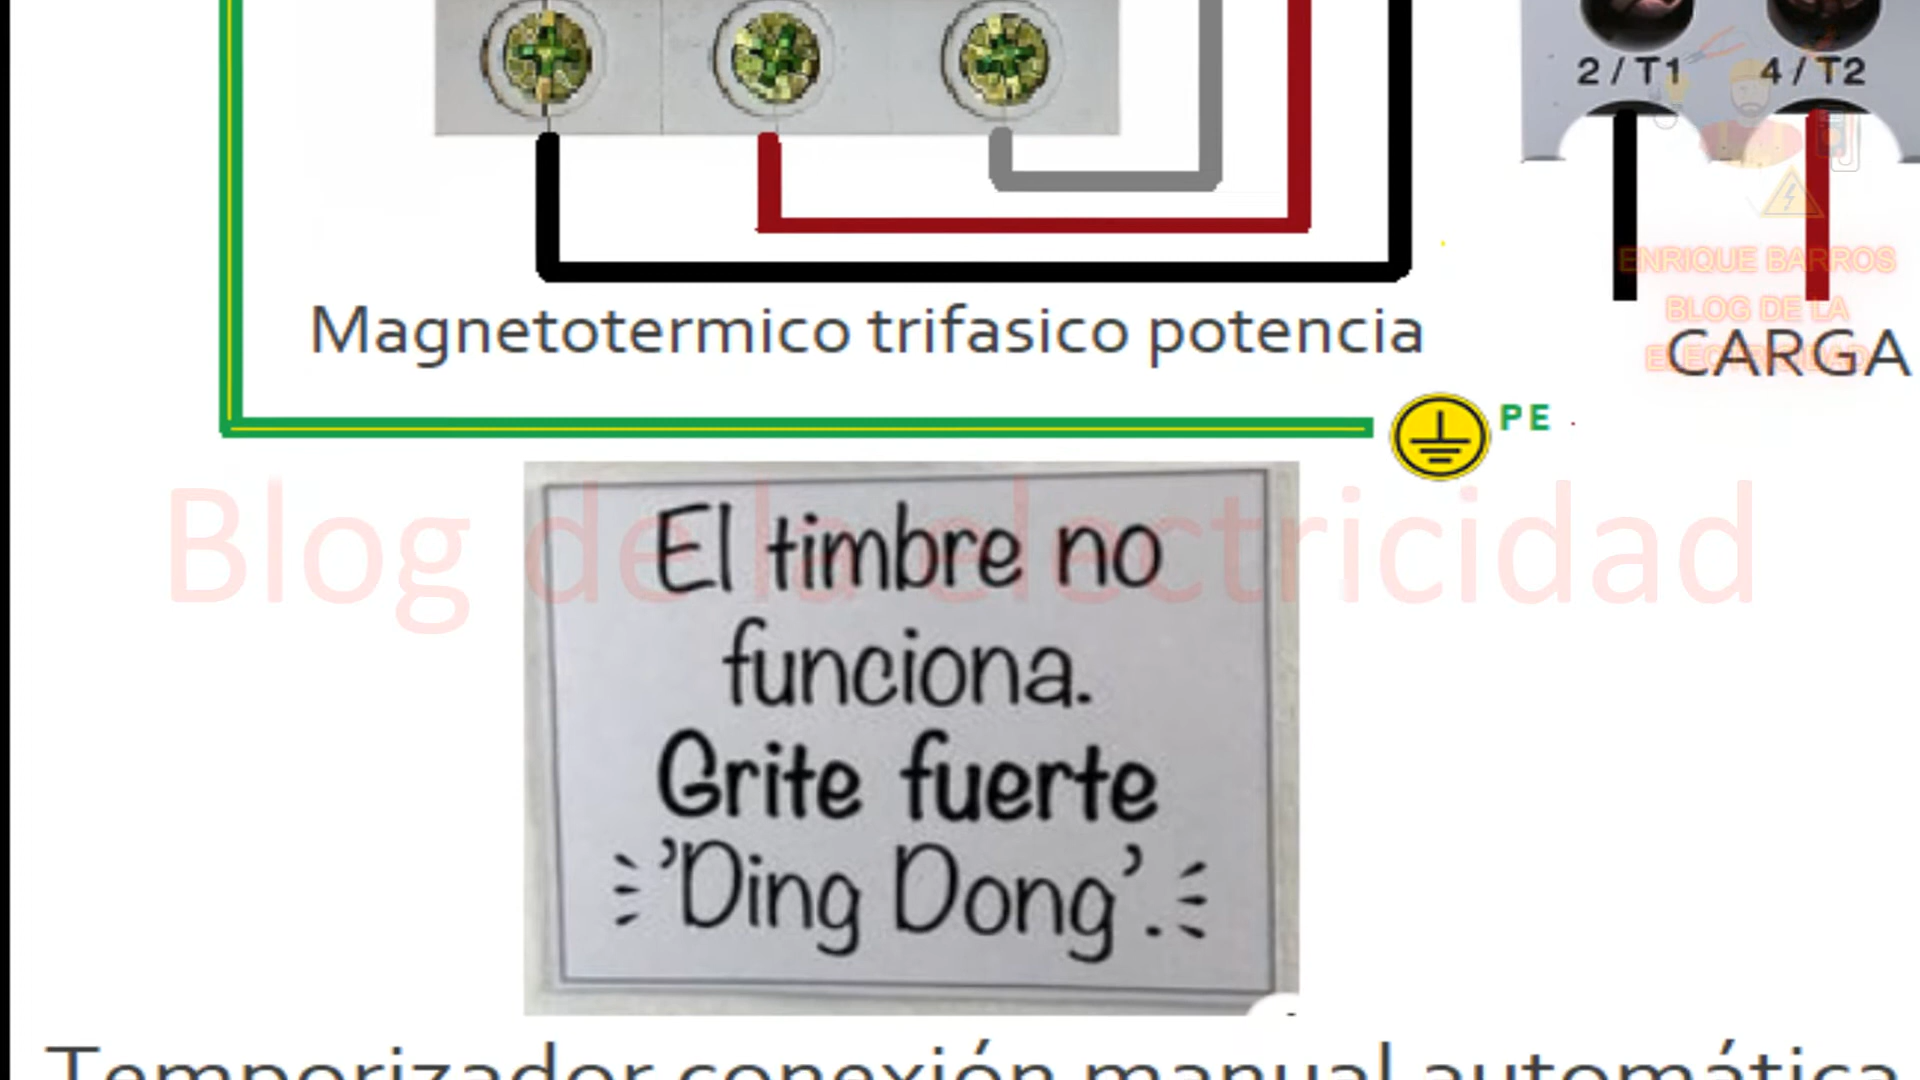 2 / T1 4 / T2
ENRIQUE BARROS
BLOG DE LA
ELECTRICIDAD
Magnetotermico trifasico potencia
CARGA
PE
Blog de la electricidad
El timbre no
funciona.
Grite fuerte
’Ding Dong’.
Temporizador conexión manual automática